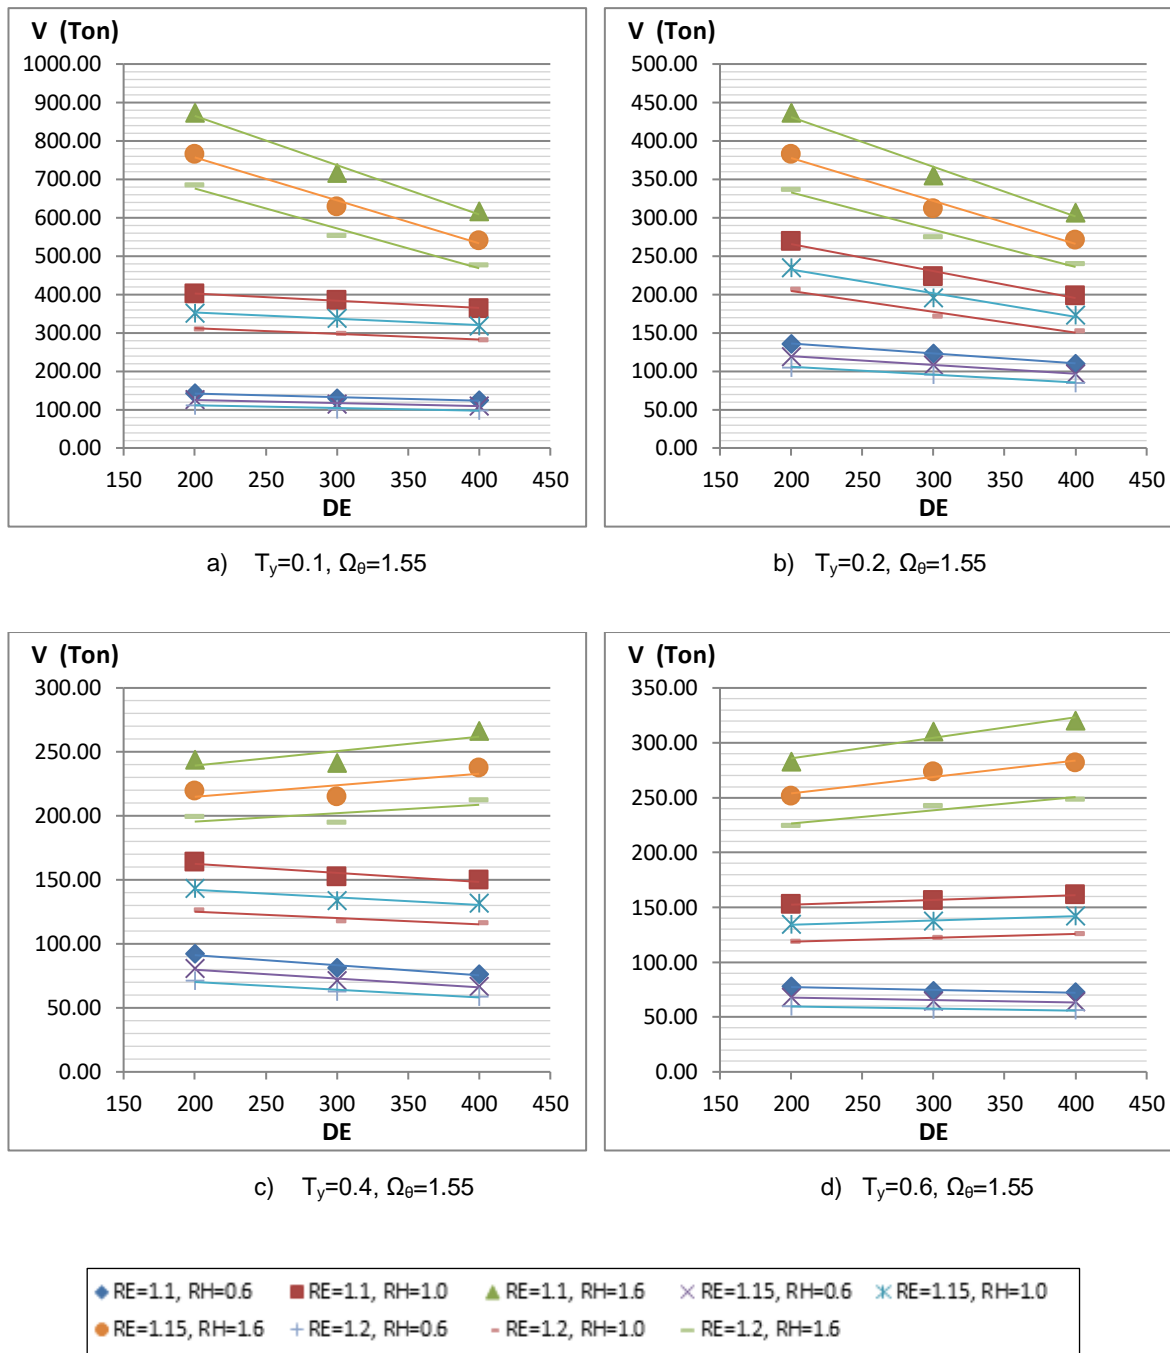 V (Ton)
1000.00
900.00
800.00
700.00
600.00
500.00
400.00
300.00
200.00
100.00
0.00
150 200 250 300 350 400 450
DE
a) Ty=0.1, Ωθ=1.55
V (Ton)
500.00
450.00
400.00
350.00
300.00
250.00
200.00
150.00
100.00
50.00
0.00
150 200 250 300 350 400 450
DE
b) Ty=0.2, Ωθ=1.55
V (Ton)
300.00
250.00
200.00
150.00
100.00
50.00
0.00
150 200 250 300 350 400 450
DE
c) Ty=0.4, Ωθ=1.55
V (Ton)
350.00
300.00
250.00
200.00
150.00
100.00
50.00
0.00
150 200 250 300 350 400 450
DE
d) Ty=0.6, Ωθ=1.55
RE=1.1, RH=0.6 RE=1.1, RH=1.0 RE=1.1, RH=1.6 RE=1.15, RH=0.6 RE=1.15, RH=1.0
RE=1.15, RH=1.6 RE=1.2, RH=0.6 RE=1.2, RH=1.0 RE=1.2, RH=1.6